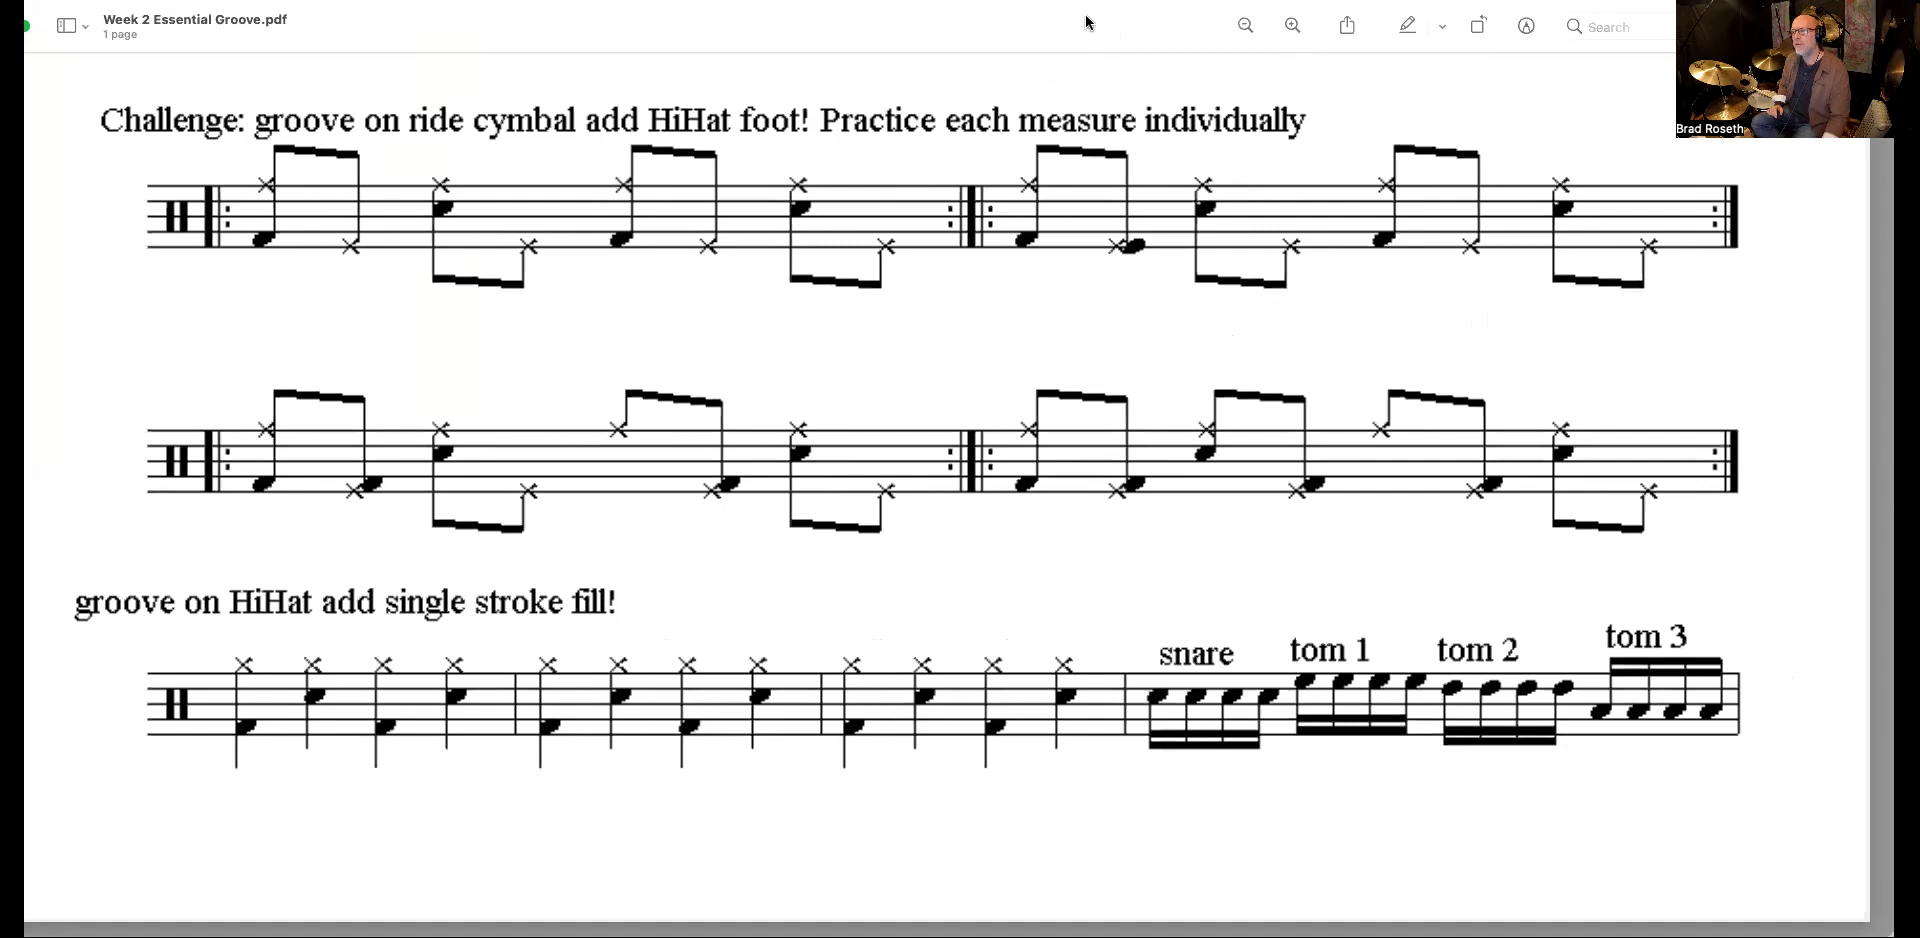 Week 2 Essential Groove.pdf
1 page
Search
Brad Roseth
Challenge: groove on ride cymbal add HiHat foot! Practice each measure individually
groove on HiHat add single stroke fill!
snare tom 1 tom 2 tom 3